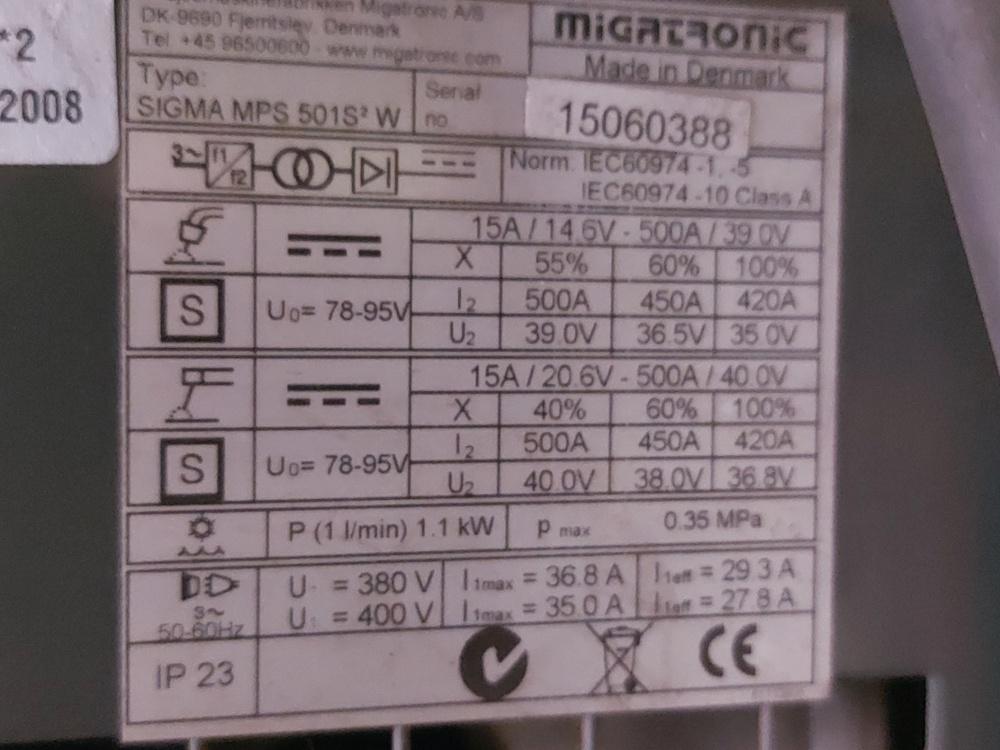 *2
2008
Migatronic A/S
DK-9690 Fjerritslev, Denmark
Tel +45 96500600 - www.migatronic.com
MIGATRONIC
Made in Denmark
Type:
SIGMA MPS 501S² W
Serial
no
15060388
3~
f1
f2
Norm. IEC60974 -1, -5
IEC60974 -10 Class A
15A / 14.6V - 500A / 39.0V
X 55% 60% 100%
S
U0= 78-95V
I2 500A 450A 420A
U2 39.0V 36.5V 35.0V
15A / 20.6V - 500A / 40.0V
X 40% 60% 100%
S
U0= 78-95V
I2 500A 450A 420A
U2 40.0V 38.0V 36.8V
P (1 l/min) 1.1 kW
p max 0.35 MPa
3~
50-60Hz
U1 = 380 V I1max = 36.8 A I1eff = 29.3 A
U1 = 400 V I1max = 35.0 A I1eff = 27.8 A
IP 23
CE